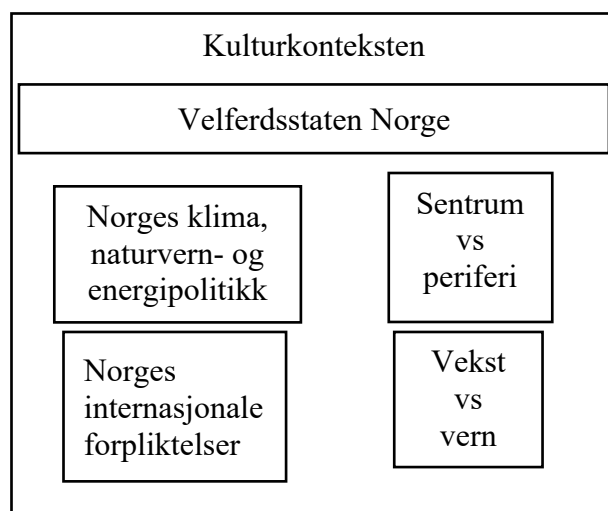 Kulturkonteksten
Velferdsstaten Norge
Norges klima,
naturvern- og
energipolitikk
Sentrum
vs
periferi
Norges
internasjonale
forpliktelser
Vekst
vs
vern